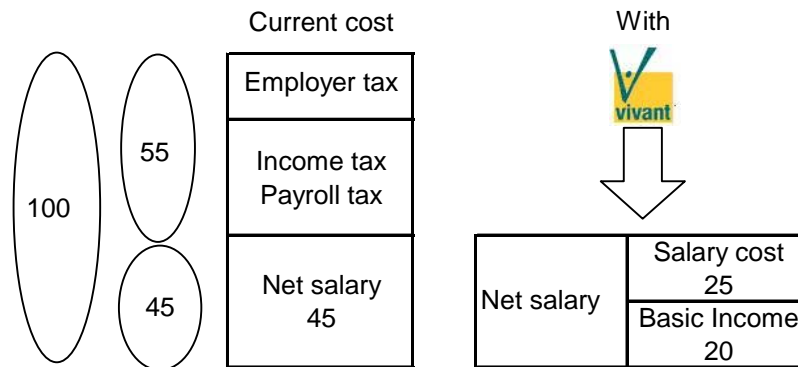 Current cost
With
Employer tax
vivant
55
Income tax
Payroll tax
100
Salary cost
25
Net salary
45
45
Net salary
Basic Income
20